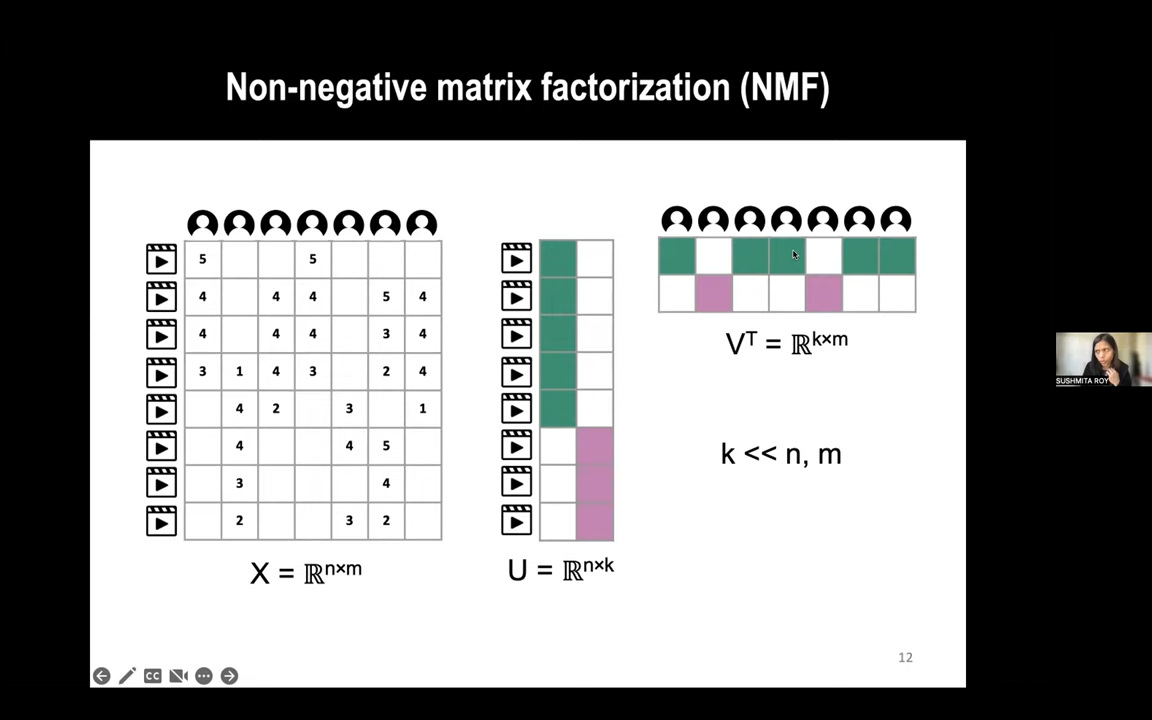 Non-negative matrix factorization (NMF)
5 5
4 4 4 5 4
4 4 4 3 4
3 1 4 3 2 4
4 2 3 1
4 4 5
3 4
2 3 2
X = ℝⁿˣᵐ
U = ℝⁿˣᵏ
Vᵀ = ℝᵏˣᵐ
k << n, m
12
CC
SUSHMITA ROY